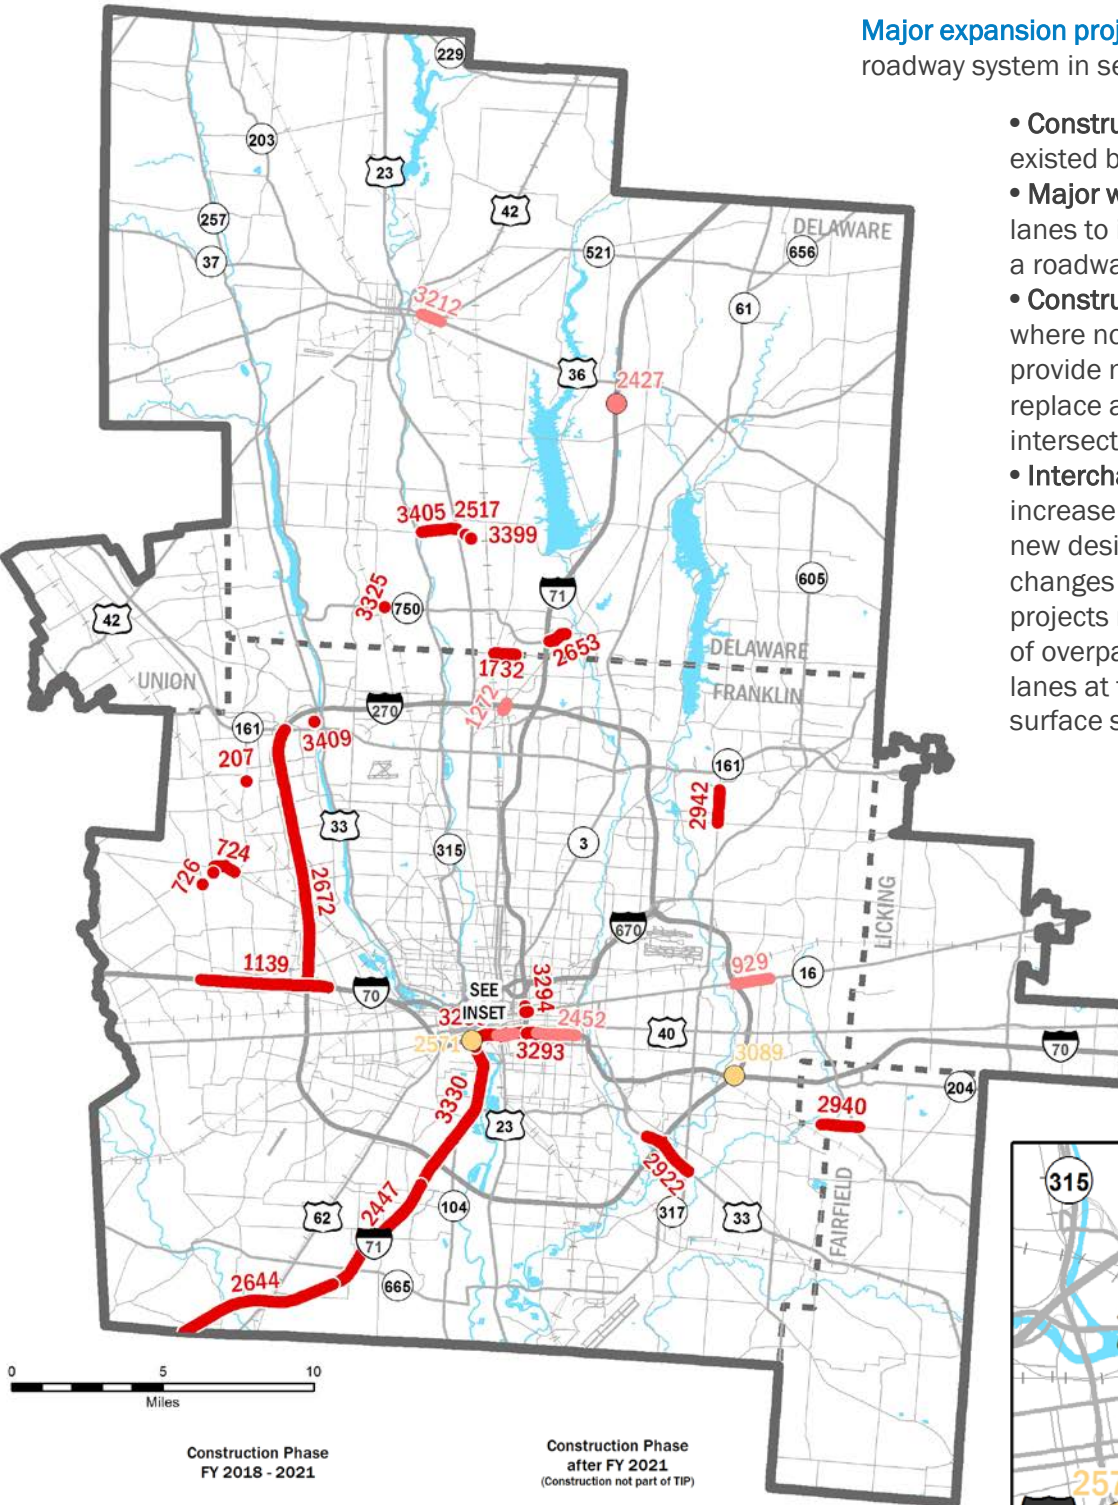 Major expansion proj
roadway system in se
• Constru
existed b
• Major w
lanes to
a roadwa
• Constru
where no
provide
replace a
intersect
• Intercha
increase
new desi
changes
projects
of overpa
lanes at
surface s
229
203
23
42
257
37
521
DELAWARE
656
61
3212
36
2427
3405 2517
3399
3325
750
71
605
42
2653
1732
DELAWARE
FRANKLIN
UNION
270
1272
161
3409
207
161
2942
33
315
3
724
726
2672
LICKING
670
1139
929
16
70
SEE
INSET
3294
2452
40
2571
3293
3089
70
204
3330
23
2940
2922
315
62
2447
104
317
33
FAIRFIELD
71
2644
665
0 5 10
Miles
Construction Phase
FY 2018 - 2021
Construction Phase
after FY 2021
(Construction not part of TIP)
257